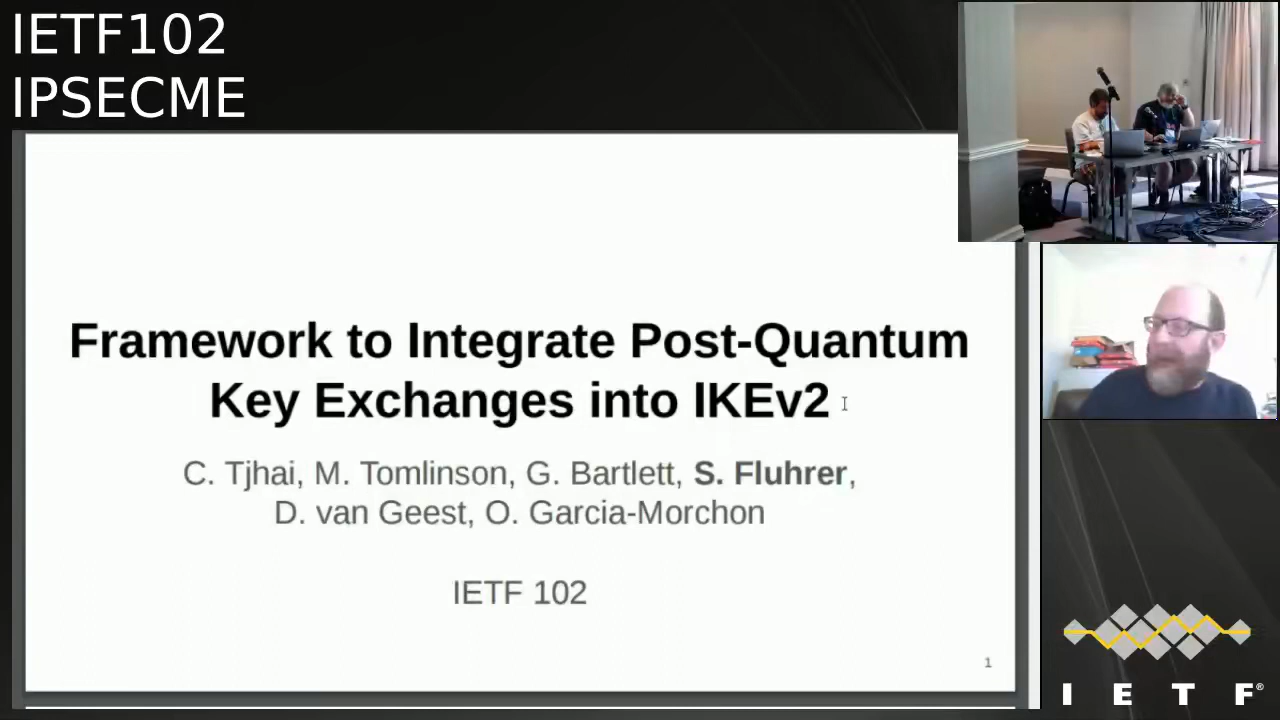 IETF102
IPSECME
Framework to Integrate Post-Quantum
Key Exchanges into IKEv2
C. Tjhai, M. Tomlinson, G. Bartlett, S. Fluhrer,
D. van Geest, O. Garcia-Morchon
IETF 102
1
I E T F®